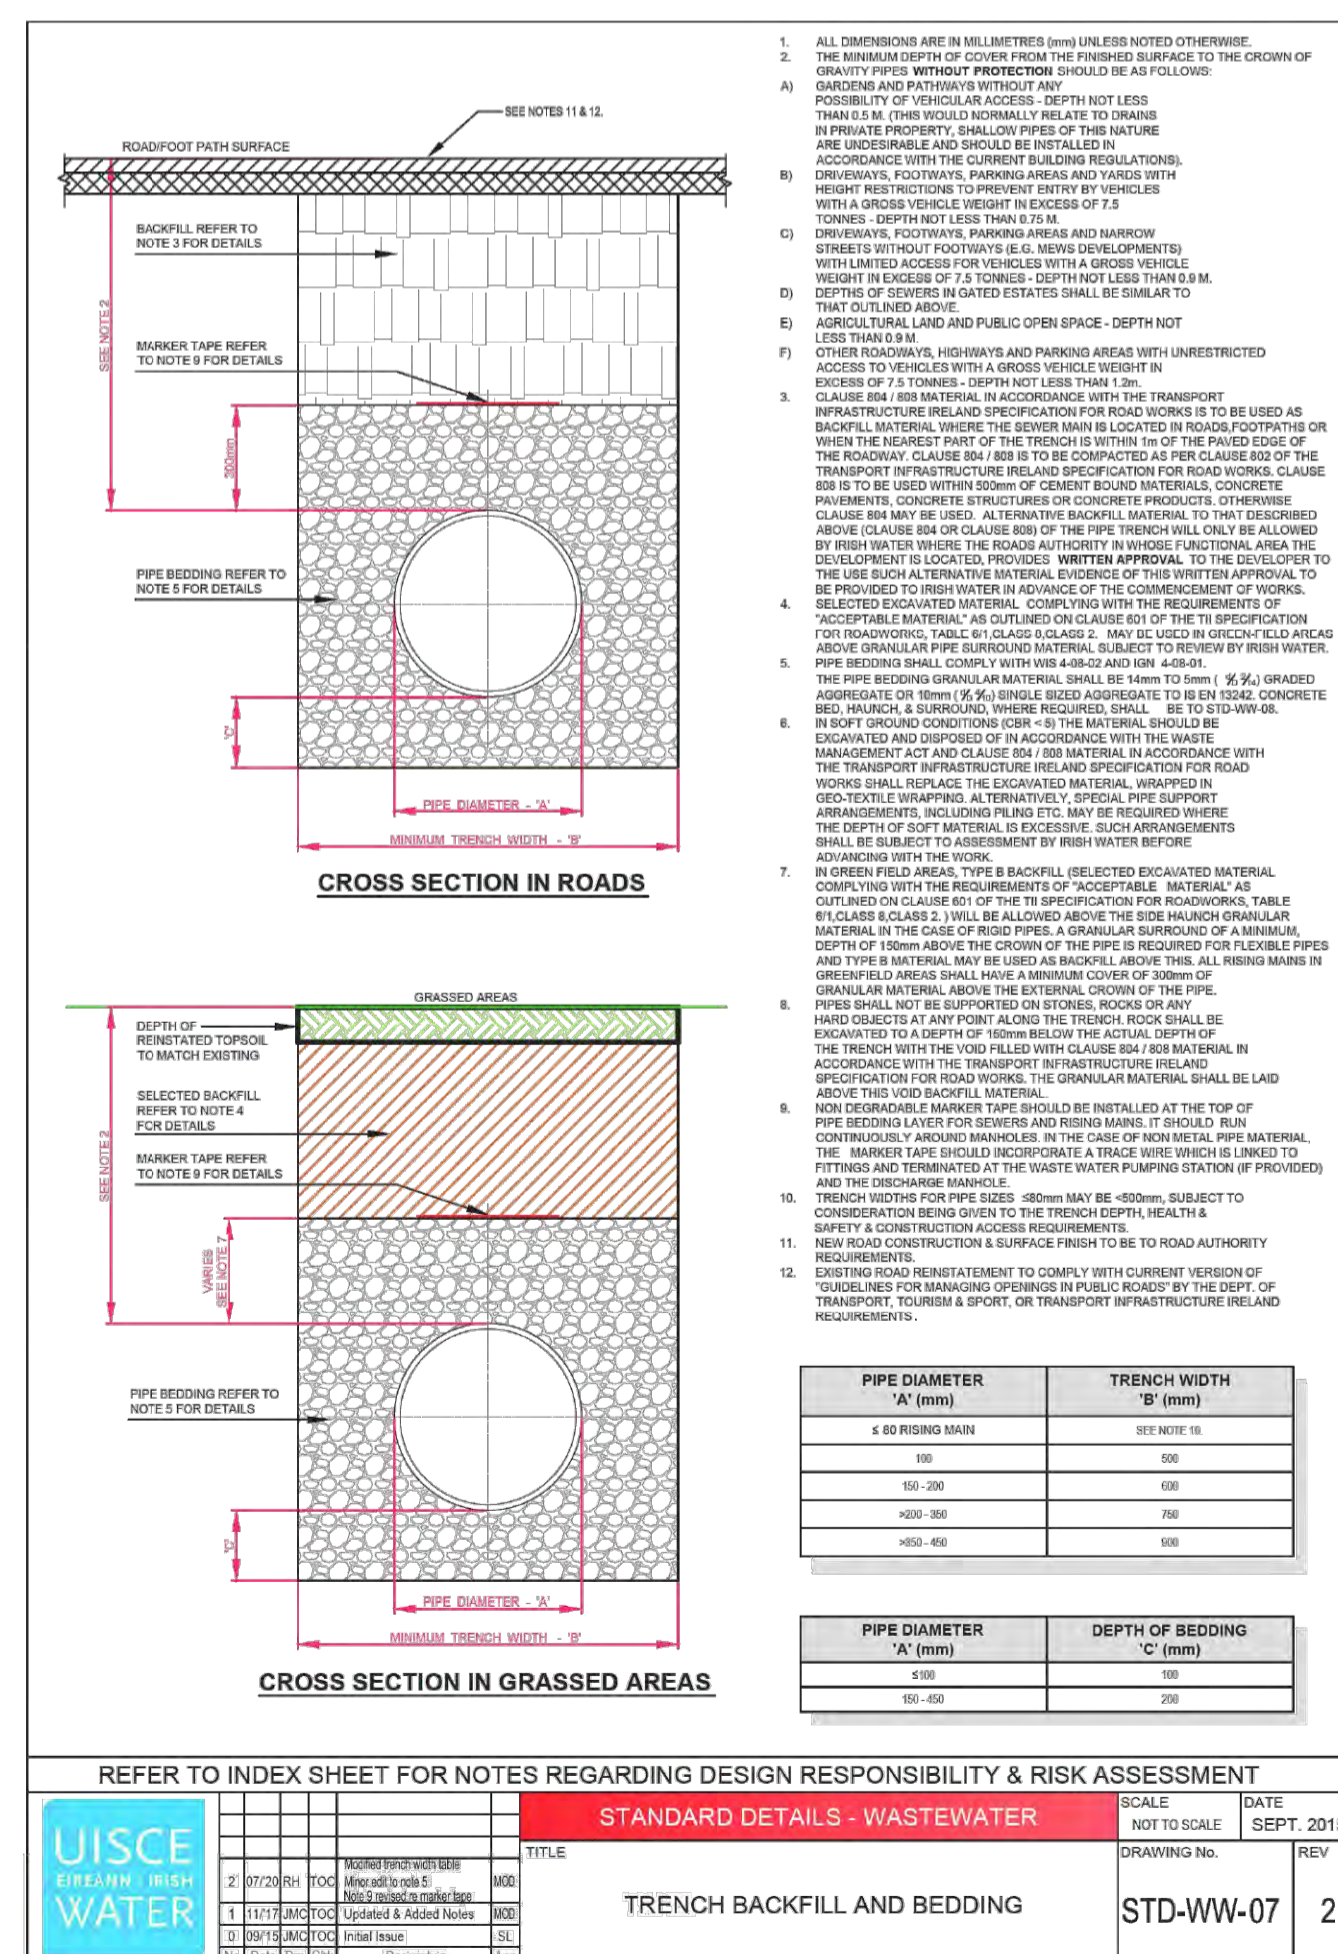 SEE NOTES 11 & 12.
ROAD/FOOT PATH SURFACE
BACKFILL REFER TO
NOTE 3 FOR DETAILS
SEE NOTE 2
MARKER TAPE REFER
TO NOTE 9 FOR DETAILS
300mm
PIPE BEDDING REFER TO
NOTE 5 FOR DETAILS
'C'
PIPE DIAMETER - 'A'
MINIMUM TRENCH WIDTH - 'B'
CROSS SECTION IN ROADS
GRASSED AREAS
DEPTH OF
REINSTATED TOPSOIL
TO MATCH EXISTING
SELECTED BACKFILL
REFER TO NOTE 4
FOR DETAILS
SEE NOTE 2
MARKER TAPE REFER
TO NOTE 9 FOR DETAILS
VARIES
SEE NOTE 7
PIPE BEDDING REFER TO
NOTE 5 FOR DETAILS
'C'
PIPE DIAMETER - 'A'
MINIMUM TRENCH WIDTH - 'B'
CROSS SECTION IN GRASSED AREAS
1. ALL DIMENSIONS ARE IN MILLIMETRES (mm) UNLESS NOTED OTHERWISE.
2. THE MINIMUM DEPTH OF COVER FROM THE FINISHED SURFACE TO THE CROWN OF
GRAVITY PIPES WITHOUT PROTECTION SHOULD BE AS FOLLOWS:
A) GARDENS AND PATHWAYS WITHOUT ANY
POSSIBILITY OF VEHICULAR ACCESS - DEPTH NOT LESS
THAN 0.5 M. (THIS WOULD NORMALLY RELATE TO DRAINS
IN PRIVATE PROPERTY, SHALLOW PIPES OF THIS NATURE
ARE UNDESIRABLE AND SHOULD BE INSTALLED IN
ACCORDANCE WITH THE CURRENT BUILDING REGULATIONS).
B) DRIVEWAYS, FOOTWAYS, PARKING AREAS AND YARDS WITH
HEIGHT RESTRICTIONS TO PREVENT ENTRY BY VEHICLES
WITH A GROSS VEHICLE WEIGHT IN EXCESS OF 7.5
TONNES - DEPTH NOT LESS THAN 0.75 M.
C) DRIVEWAYS, FOOTWAYS, PARKING AREAS AND NARROW
STREETS WITHOUT FOOTWAYS (E.G. MEWS DEVELOPMENTS)
WITH LIMITED ACCESS FOR VEHICLES WITH A GROSS VEHICLE
WEIGHT IN EXCESS OF 7.5 TONNES - DEPTH NOT LESS THAN 0.9 M.
D) DEPTHS OF SEWERS IN GATED ESTATES SHALL BE SIMILAR TO
THAT OUTLINED ABOVE.
E) AGRICULTURAL LAND AND PUBLIC OPEN SPACE - DEPTH NOT
LESS THAN 0.9 M.
F) OTHER ROADWAYS, HIGHWAYS AND PARKING AREAS WITH UNRESTRICTED
ACCESS TO VEHICLES WITH A GROSS VEHICLE WEIGHT IN
EXCESS OF 7.5 TONNES - DEPTH NOT LESS THAN 1.2m.
3. CLAUSE 804 / 808 MATERIAL IN ACCORDANCE WITH THE TRANSPORT
INFRASTRUCTURE IRELAND SPECIFICATION FOR ROAD WORKS IS TO BE USED AS
BACKFILL MATERIAL WHERE THE SEWER MAIN IS LOCATED IN ROADS,FOOTPATHS OR
WHEN THE NEAREST PART OF THE TRENCH IS WITHIN 1m OF THE PAVED EDGE OF
THE ROADWAY. CLAUSE 804 / 808 IS TO BE COMPACTED AS PER CLAUSE 802 OF THE
TRANSPORT INFRASTRUCTURE IRELAND SPECIFICATION FOR ROAD WORKS. CLAUSE
808 IS TO BE USED WITHIN 500mm OF CEMENT BOUND MATERIALS, CONCRETE
PAVEMENTS, CONCRETE STRUCTURES OR CONCRETE PRODUCTS. OTHERWISE
CLAUSE 804 MAY BE USED. ALTERNATIVE BACKFILL MATERIAL TO THAT DESCRIBED
ABOVE (CLAUSE 804 OR CLAUSE 808) OF THE PIPE TRENCH WILL ONLY BE ALLOWED
BY IRISH WATER WHERE THE ROADS AUTHORITY IN WHOSE FUNCTIONAL AREA THE
DEVELOPMENT IS LOCATED, PROVIDES WRITTEN APPROVAL TO THE DEVELOPER TO
THE USE SUCH ALTERNATIVE MATERIAL EVIDENCE OF THIS WRITTEN APPROVAL TO
BE PROVIDED TO IRISH WATER IN ADVANCE OF THE COMMENCEMENT OF WORKS.
4. SELECTED EXCAVATED MATERIAL COMPLYING WITH THE REQUIREMENTS OF
"ACCEPTABLE MATERIAL" AS OUTLINED ON CLAUSE 601 OF THE TII SPECIFICATION
FOR ROADWORKS, TABLE 6/1,CLASS 8,CLASS 2. MAY BE USED IN GREEN-FIELD AREAS
ABOVE GRANULAR PIPE SURROUND MATERIAL SUBJECT TO REVIEW BY IRISH WATER.
5. PIPE BEDDING SHALL COMPLY WITH WIS 4-08-02 AND IGN 4-08-01.
THE PIPE BEDDING GRANULAR MATERIAL SHALL BE 14mm TO 5mm ( ) GRADED
AGGREGATE OR 10mm ( ) SINGLE SIZED AGGREGATE TO IS EN 13242. CONCRETE
BED, HAUNCH, & SURROUND, WHERE REQUIRED, SHALL BE TO STD-WW-08.
6. IN SOFT GROUND CONDITIONS (CBR < 5) THE MATERIAL SHOULD BE
EXCAVATED AND DISPOSED OF IN ACCORDANCE WITH THE WASTE
MANAGEMENT ACT AND CLAUSE 804 / 808 MATERIAL IN ACCORDANCE WITH
THE TRANSPORT INFRASTRUCTURE IRELAND SPECIFICATION FOR ROAD
WORKS SHALL REPLACE THE EXCAVATED MATERIAL, WRAPPED IN
GEO-TEXTILE WRAPPING. ALTERNATIVELY, SPECIAL PIPE SUPPORT
ARRANGEMENTS, INCLUDING PILING ETC. MAY BE REQUIRED WHERE
THE DEPTH OF SOFT MATERIAL IS EXCESSIVE. SUCH ARRANGEMENTS
SHALL BE SUBJECT TO ASSESSMENT BY IRISH WATER BEFORE
ADVANCING WITH THE WORK.
7. IN GREEN FIELD AREAS, TYPE B BACKFILL (SELECTED EXCAVATED MATERIAL
COMPLYING WITH THE REQUIREMENTS OF "ACCEPTABLE MATERIAL" AS
OUTLINED ON CLAUSE 601 OF THE TII SPECIFICATION FOR ROADWORKS, TABLE
6/1,CLASS 8,CLASS 2. ) WILL BE ALLOWED ABOVE THE SIDE HAUNCH GRANULAR
MATERIAL IN THE CASE OF RIGID PIPES. A GRANULAR SURROUND OF A MINIMUM,
DEPTH OF 150mm ABOVE THE CROWN OF THE PIPE IS REQUIRED FOR FLEXIBLE PIPES
AND TYPE B MATERIAL MAY BE USED AS BACKFILL ABOVE THIS. ALL RISING MAINS IN
GREENFIELD AREAS SHALL HAVE A MINIMUM COVER OF 300mm OF
GRANULAR MATERIAL ABOVE THE EXTERNAL CROWN OF THE PIPE.
8. PIPES SHALL NOT BE SUPPORTED ON STONES, ROCKS OR ANY
HARD OBJECTS AT ANY POINT ALONG THE TRENCH. ROCK SHALL BE
EXCAVATED TO A DEPTH OF 150mm BELOW THE ACTUAL DEPTH OF
THE TRENCH WITH THE VOID FILLED WITH CLAUSE 804 / 808 MATERIAL IN
ACCORDANCE WITH THE TRANSPORT INFRASTRUCTURE IRELAND
SPECIFICATION FOR ROAD WORKS. THE GRANULAR MATERIAL SHALL BE LAID
ABOVE THIS VOID BACKFILL MATERIAL.
9. NON DEGRADABLE MARKER TAPE SHOULD BE INSTALLED AT THE TOP OF
PIPE BEDDING LAYER FOR SEWERS AND RISING MAINS. IT SHOULD RUN
CONTINUOUSLY AROUND MANHOLES. IN THE CASE OF NON METAL PIPE MATERIAL,
THE MARKER TAPE SHOULD INCORPORATE A TRACE WIRE WHICH IS LINKED TO
FITTINGS AND TERMINATED AT THE WASTE WATER PUMPING STATION (IF PROVIDED)
AND THE DISCHARGE MANHOLE.
10. TRENCH WIDTHS FOR PIPE SIZES ≤80mm MAY BE <500mm, SUBJECT TO
CONSIDERATION BEING GIVEN TO THE TRENCH DEPTH, HEALTH &
SAFETY & CONSTRUCTION ACCESS REQUIREMENTS.
11. NEW ROAD CONSTRUCTION & SURFACE FINISH TO BE TO ROAD AUTHORITY
REQUIREMENTS.
12. EXISTING ROAD REINSTATEMENT TO COMPLY WITH CURRENT VERSION OF
"GUIDELINES FOR MANAGING OPENINGS IN PUBLIC ROADS" BY THE DEPT. OF
TRANSPORT, TOURISM & SPORT, OR TRANSPORT INFRASTRUCTURE IRELAND
REQUIREMENTS.
PIPE DIAMETER TRENCH WIDTH
'A' (mm) 'B' (mm)
≤ 80 RISING MAIN SEE NOTE 10.
100 500
150 - 200 600
>200 - 350 750
>350 - 450 900
PIPE DIAMETER DEPTH OF BEDDING
'A' (mm) 'C' (mm)
≤100 100
150 - 450 200
REFER TO INDEX SHEET FOR NOTES REGARDING DESIGN RESPONSIBILITY & RISK ASSESSMENT
UISCE
EIREANN : IRISH
WATER
2 07/20 RH TOC Modified trench width table
Minor edit to note 5
Note 9 revised re marker tape MOD
1 11/17 JMC TOC Updated & Added Notes MOD
0 09/15 JMC TOC Initial Issue SL
STANDARD DETAILS - WASTEWATER
SCALE
NOT TO SCALE
DATE
SEPT. 2015
TITLE
TRENCH BACKFILL AND BEDDING
DRAWING No.
STD-WW-07
REV
2